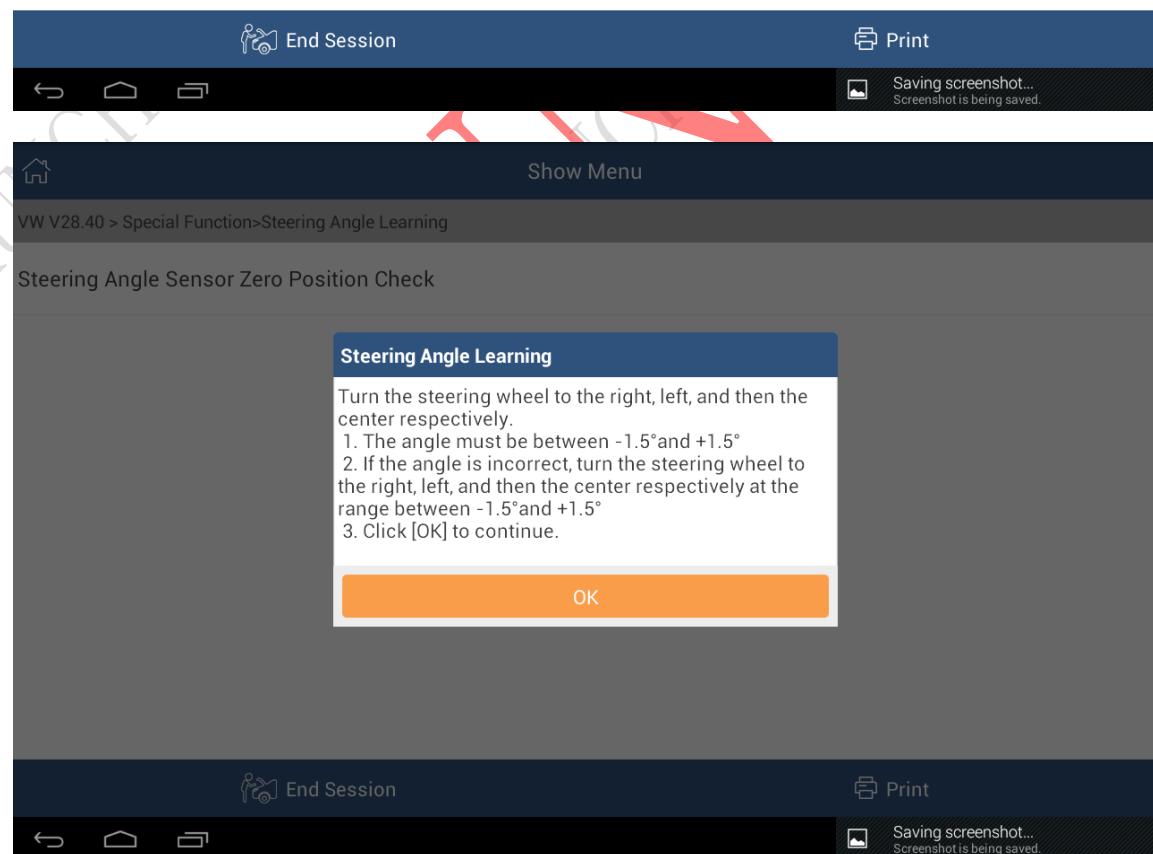 End Session
Print
Saving screenshot...
Screenshot is being saved.
Show Menu
VW V28.40 > Special Function>Steering Angle Learning
Steering Angle Sensor Zero Position Check
Steering Angle Learning
Turn the steering wheel to the right, left, and then the
center respectively.
1. The angle must be between -1.5°and +1.5°
2. If the angle is incorrect, turn the steering wheel to
the right, left, and then the center respectively at the
range between -1.5°and +1.5°
3. Click [OK] to continue.
OK
End Session
Print
Saving screenshot...
Screenshot is being saved.